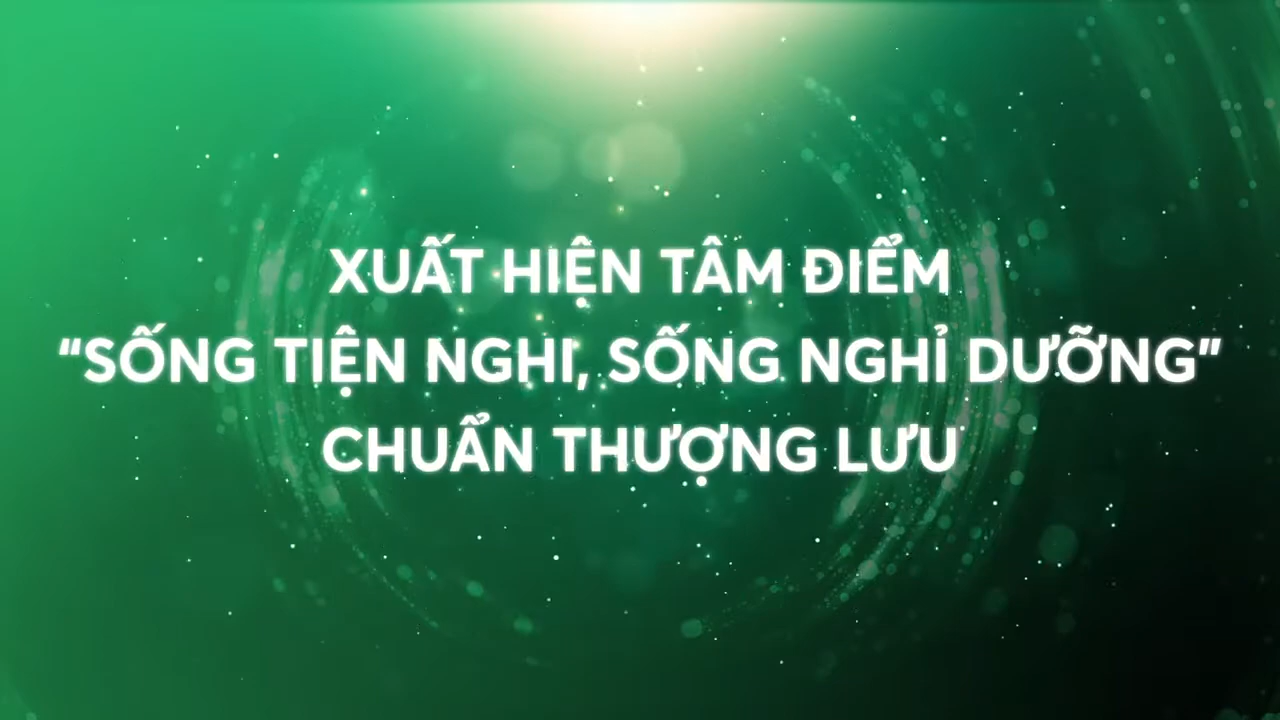 XUẤT HIỆN TÂM ĐIỂM
“SỐNG TIỆN NGHI, SỐNG NGHỈ DƯỠNG”
CHUẨN THƯỢNG LƯU